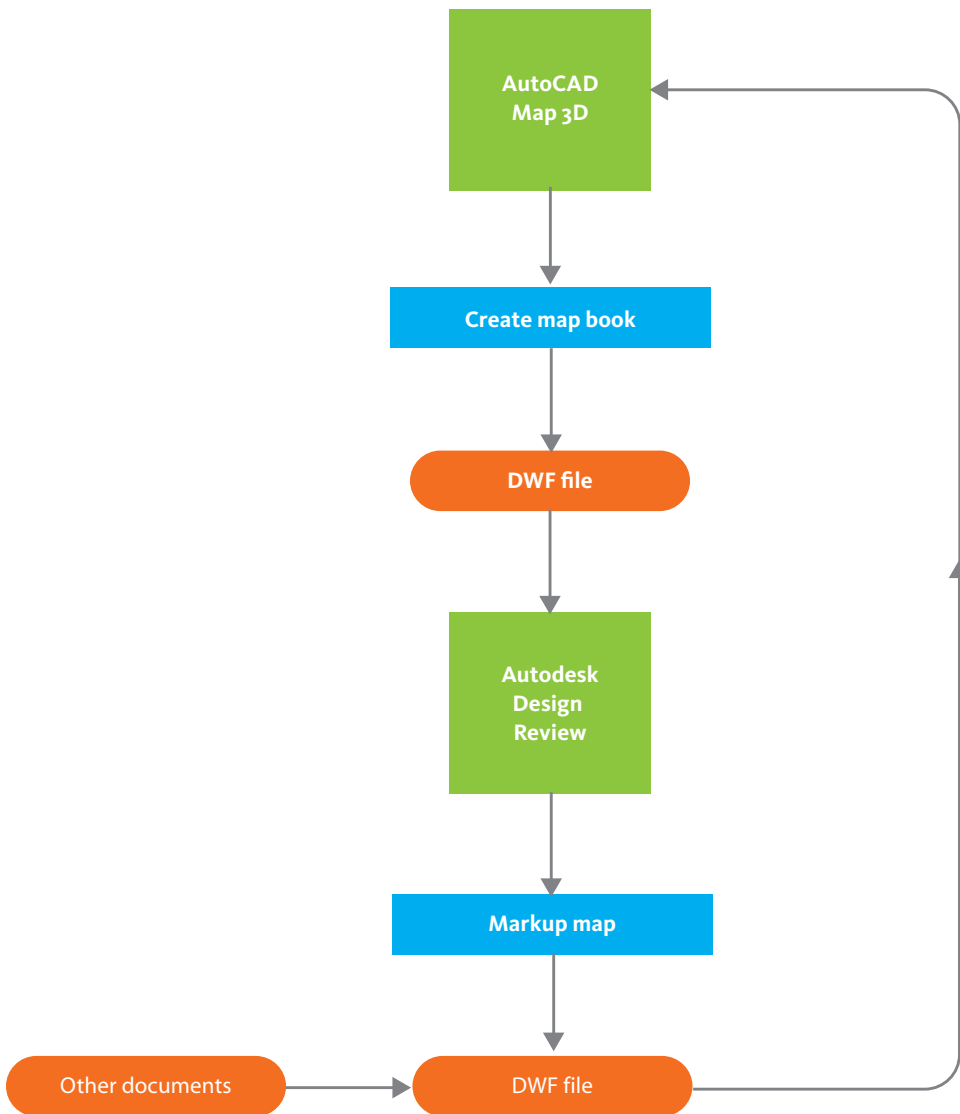 AutoCAD
Map 3D
Create map book
DWF file
Autodesk
Design
Review
Markup map
Other documents
DWF file